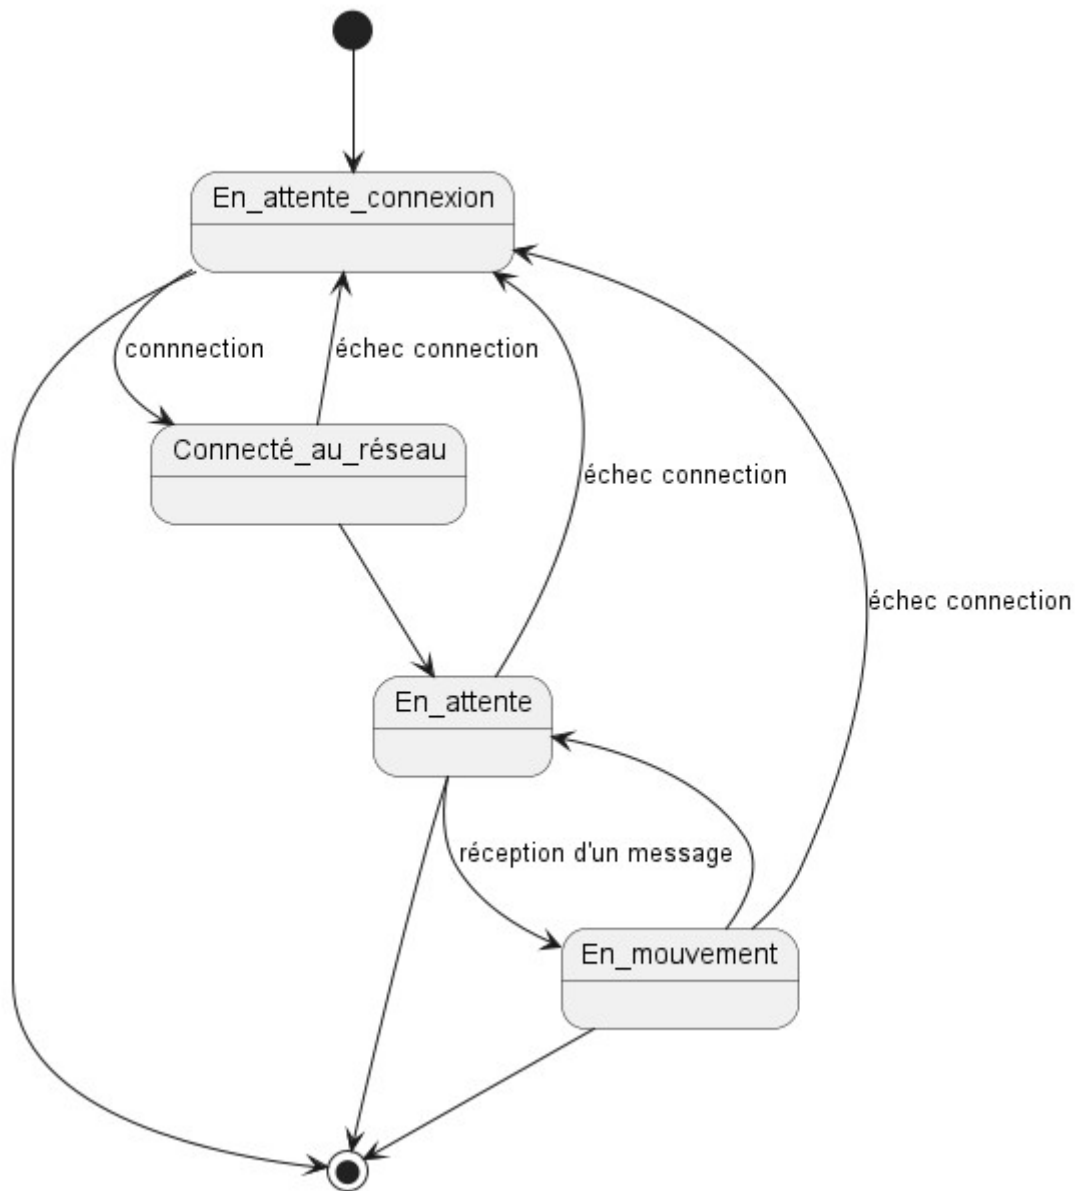 En_attente_connexion
connnection
échec connection
Connecté_au_réseau
échec connection
échec connection
En_attente
réception d'un message
En_mouvement